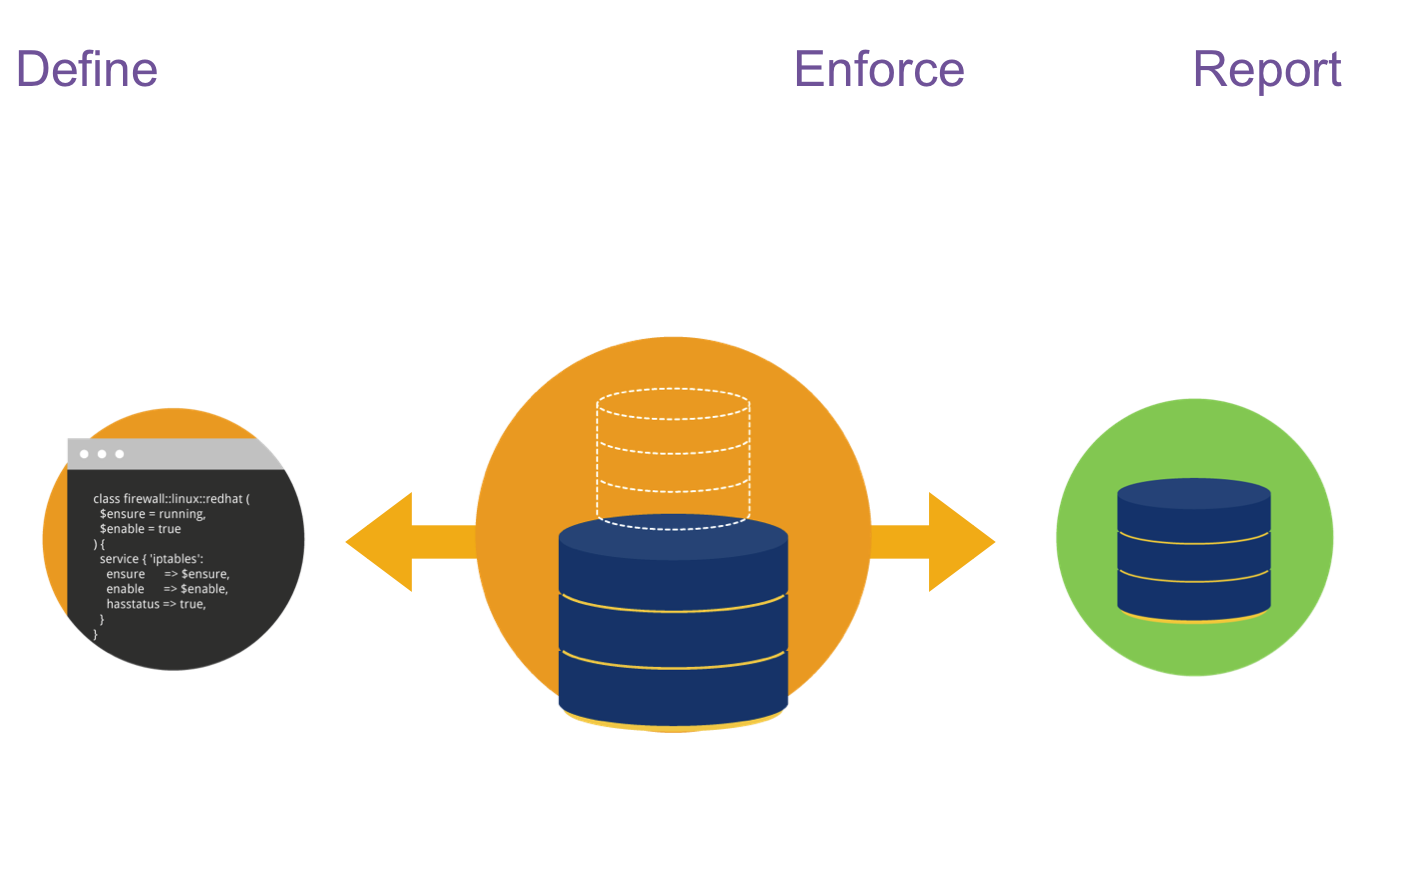 Define
Enforce
Report
class firewall::linux::redhat (
$ensure = running,
$enable = true
) {
service { 'iptables':
ensure => $ensure,
enable => $enable,
hasstatus => true,
}
}